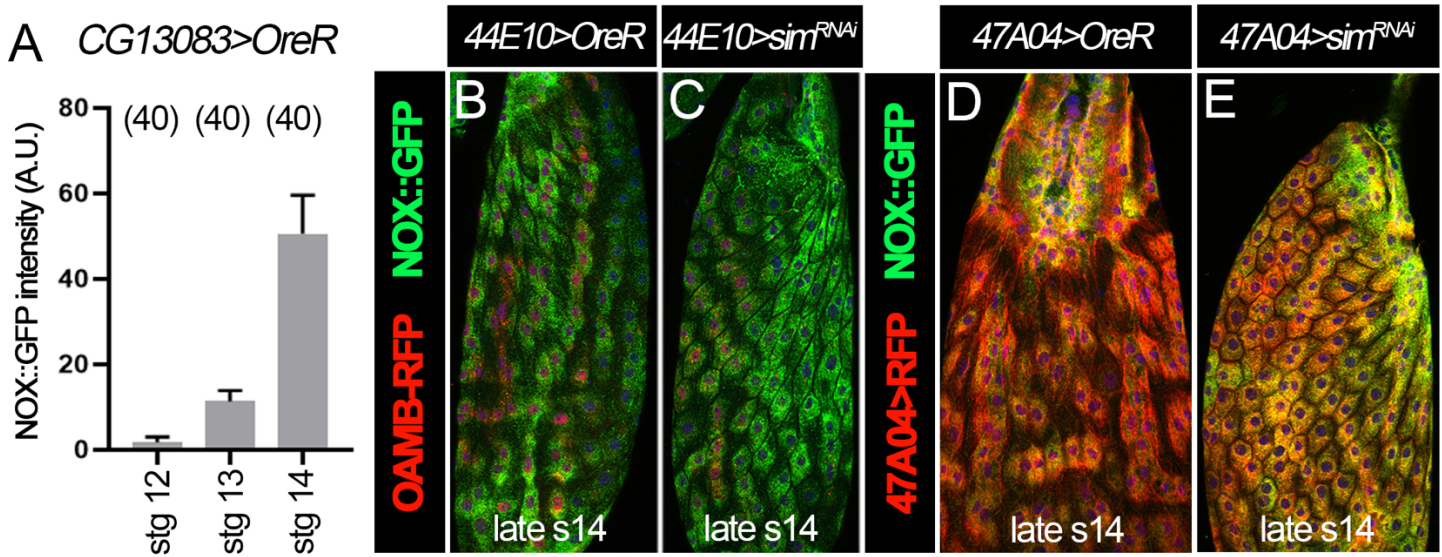 A
CG13083>OreR
NOX::GFP intensity (A.U.)
80
60
40
20
0
(40) (40) (40)
stg 12
stg 13
stg 14
44E10>OreR
44E10>sim^RNAi
OAMB-RFP NOX::GFP
B
late s14
C
late s14
47A04>OreR
47A04>sim^RNAi
47A04>RFP NOX::GFP
D
late s14
E
late s14